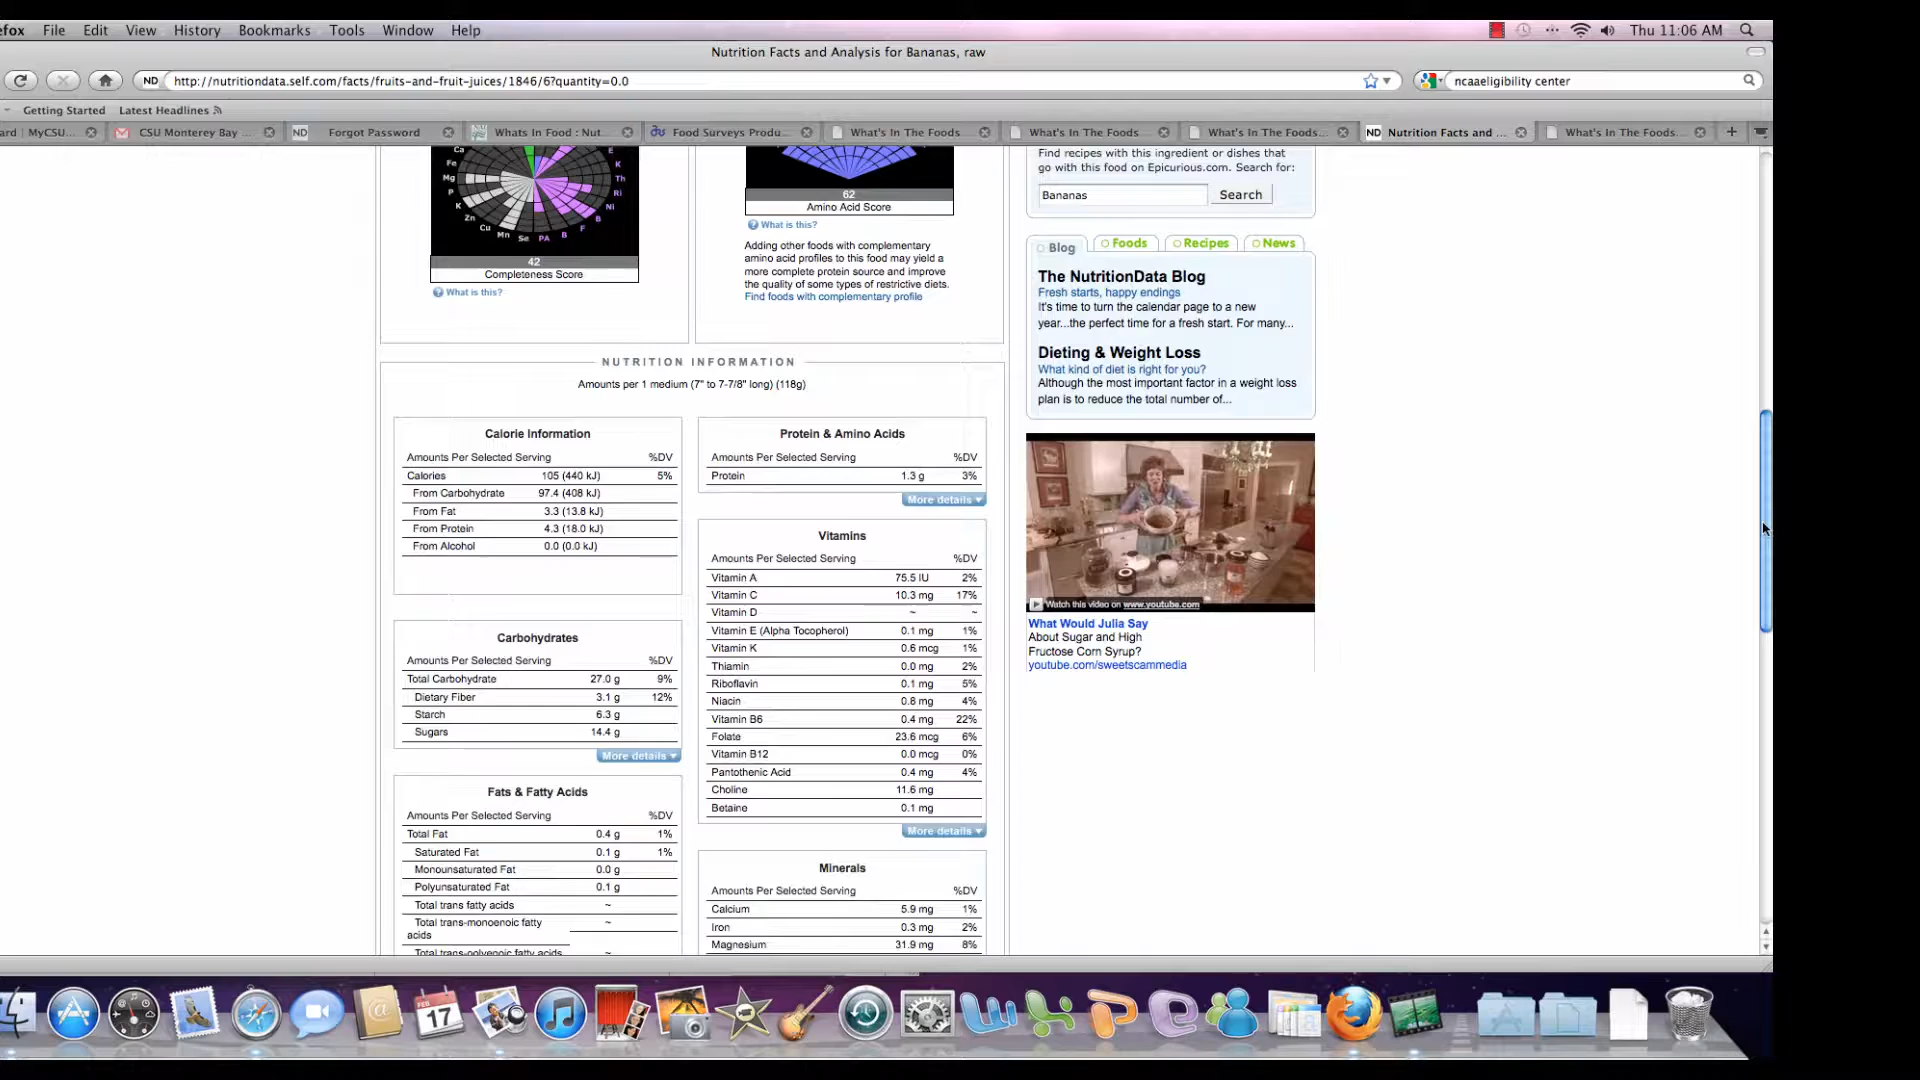 efox File Edit View History Bookmarks Tools Window Help Thu 11:06 AM
Nutrition Facts and Analysis for Bananas, raw
ND http://nutritiondata.self.com/facts/fruits-and-fruit-juices/1846/6?quantity=0.0 ncaaeligibility center
Getting Started Latest Headlines
ard | MyCSU... CSU Monterey Bay ... ND Forgot Password Whats In Food : Nut... Food Surveys Produ... What's In The Foods What's In The Foods... What's In The Foods... ND Nutrition Facts and ... What's In The Foods...
Ca
Fe
Mg
P
K
Zn
Cu
Mn
Se
PA
B
F
B
Ni
Ri
Th
K
E
42
Completeness Score
What is this?
62
Amino Acid Score
What is this?
Adding other foods with complementary
amino acid profiles to this food may yield a
more complete protein source and improve
the quality of some types of restrictive diets.
Find foods with complementary profile
NUTRITION INFORMATION
Amounts per 1 medium (7" to 7-7/8" long) (118g)
Calorie Information
Amounts Per Selected Serving %DV
Calories 105 (440 kJ) 5%
From Carbohydrate 97.4 (408 kJ)
From Fat 3.3 (13.8 kJ)
From Protein 4.3 (18.0 kJ)
From Alcohol 0.0 (0.0 kJ)
Carbohydrates
Amounts Per Selected Serving %DV
Total Carbohydrate 27.0 g 9%
Dietary Fiber 3.1 g 12%
Starch 6.3 g
Sugars 14.4 g
More details
Fats & Fatty Acids
Amounts Per Selected Serving %DV
Total Fat 0.4 g 1%
Saturated Fat 0.1 g 1%
Monounsaturated Fat 0.0 g
Polyunsaturated Fat 0.1 g
Total trans fatty acids ~
Total trans-monoenoic fatty ~
acids
Total trans-polyenoic fatty acids ~
Protein & Amino Acids
Amounts Per Selected Serving %DV
Protein 1.3 g 3%
More details
Vitamins
Amounts Per Selected Serving %DV
Vitamin A 75.5 IU 2%
Vitamin C 10.3 mg 17%
Vitamin D ~ ~
Vitamin E (Alpha Tocopherol) 0.1 mg 1%
Vitamin K 0.6 mcg 1%
Thiamin 0.0 mg 2%
Riboflavin 0.1 mg 5%
Niacin 0.8 mg 4%
Vitamin B6 0.4 mg 22%
Folate 23.6 mcg 6%
Vitamin B12 0.0 mcg 0%
Pantothenic Acid 0.4 mg 4%
Choline 11.6 mg
Betaine 0.1 mg
More details
Minerals
Amounts Per Selected Serving %DV
Calcium 5.9 mg 1%
Iron 0.3 mg 2%
Magnesium 31.9 mg 8%
Find recipes with this ingredient or dishes that
go with this food on Epicurious.com. Search for:
Bananas Search
Blog Foods Recipes News
The NutritionData Blog
Fresh starts, happy endings
It's time to turn the calendar page to a new
year...the perfect time for a fresh start. For many...
Dieting & Weight Loss
What kind of diet is right for you?
Although the most important factor in a weight loss
plan is to reduce the total number of...
Watch this video on www.youtube.com
What Would Julia Say
About Sugar and High
Fructose Corn Syrup?
youtube.com/sweetscammedia
FEB
17